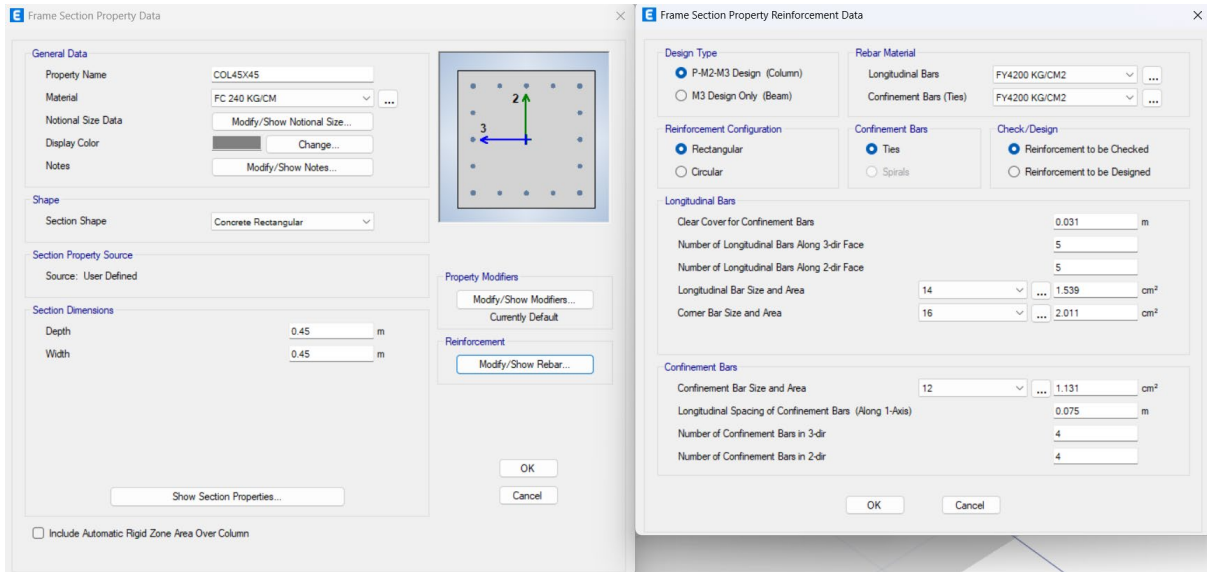 E Frame Section Property Data
General Data
Property Name COL45X45
Material FC 240 KG/CM ...
Notional Size Data Modify/Show Notional Size...
Display Color Change...
Notes Modify/Show Notes...
Shape
Section Shape Concrete Rectangular
Section Property Source
Source: User Defined
Section Dimensions
Depth 0.45 m
Width 0.45 m
Show Section Properties...
Include Automatic Rigid Zone Area Over Column
2
3
Property Modifiers
Modify/Show Modifiers...
Currently Default
Reinforcement
Modify/Show Rebar...
OK
Cancel
E Frame Section Property Reinforcement Data
Design Type
P-M2-M3 Design (Column)
M3 Design Only (Beam)
Rebar Material
Longitudinal Bars FY4200 KG/CM2 ...
Confinement Bars (Ties) FY4200 KG/CM2 ...
Reinforcement Configuration
Rectangular
Circular
Confinement Bars
Ties
Spirals
Check/Design
Reinforcement to be Checked
Reinforcement to be Designed
Longitudinal Bars
Clear Cover for Confinement Bars 0.031 m
Number of Longitudinal Bars Along 3-dir Face 5
Number of Longitudinal Bars Along 2-dir Face 5
Longitudinal Bar Size and Area 14 ... 1.539 cm²
Corner Bar Size and Area 16 ... 2.011 cm²
Confinement Bars
Confinement Bar Size and Area 12 ... 1.131 cm²
Longitudinal Spacing of Confinement Bars (Along 1-Axis) 0.075 m
Number of Confinement Bars in 3-dir 4
Number of Confinement Bars in 2-dir 4
OK Cancel